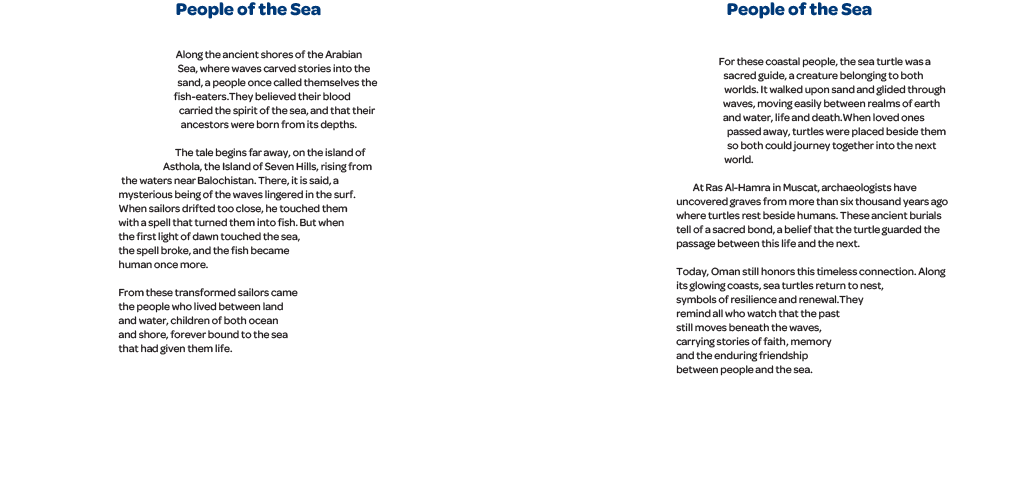 People of the Sea
Along the ancient shores of the Arabian
Sea, where waves carved stories into the
sand, a people once called themselves the
fish-eaters.They believed their blood
carried the spirit of the sea, and that their
ancestors were born from its depths.
The tale begins far away, on the island of
Asthola, the Island of Seven Hills, rising from
the waters near Balochistan. There, it is said, a
mysterious being of the waves lingered in the surf.
When sailors drifted too close, he touched them
with a spell that turned them into fish. But when
the first light of dawn touched the sea,
the spell broke, and the fish became
human once more.
From these transformed sailors came
the people who lived between land
and water, children of both ocean
and shore, forever bound to the sea
that had given them life.
People of the Sea
For these coastal people, the sea turtle was a
sacred guide, a creature belonging to both
worlds. It walked upon sand and glided through
waves, moving easily between realms of earth
and water, life and death.When loved ones
passed away, turtles were placed beside them
so both could journey together into the next
world.
At Ras Al-Hamra in Muscat, archaeologists have
uncovered graves from more than six thousand years ago
where turtles rest beside humans. These ancient burials
tell of a sacred bond, a belief that the turtle guarded the
passage between this life and the next.
Today, Oman still honors this timeless connection. Along
its glowing coasts, sea turtles return to nest,
symbols of resilience and renewal.They
remind all who watch that the past
still moves beneath the waves,
carrying stories of faith, memory
and the enduring friendship
between people and the sea.